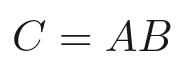 C = AB